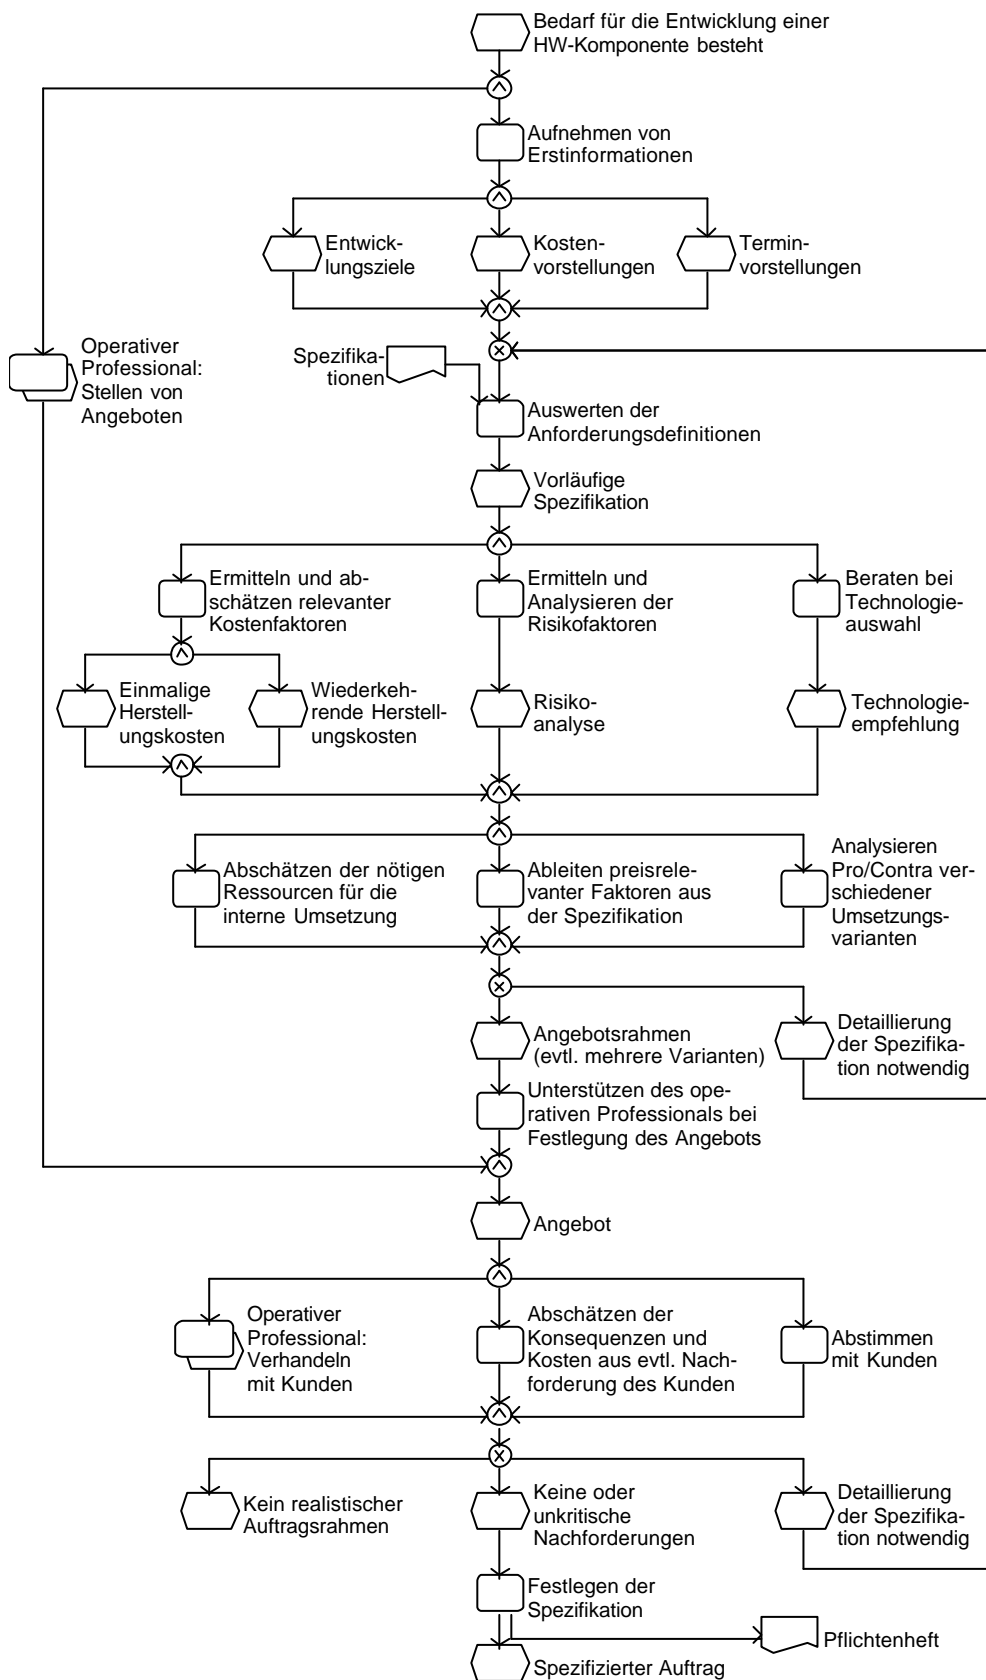 Bedarf für die Entwicklung einer
HW-Komponente besteht
Aufnehmen von
Erstinformationen
Entwick-
lungsziele
Kosten-
vorstellungen
Termin-
vorstellungen
Operativer
Professional:
Stellen von
Angeboten
Spezifika-
tionen
Auswerten der
Anforderungsdefinitionen
Vorläufige
Spezifikation
Ermitteln und ab-
schätzen relevanter
Kostenfaktoren
Ermitteln und
Analysieren der
Risikofaktoren
Beraten bei
Technologie-
auswahl
Einmalige
Herstell-
ungskosten
Wiederkeh-
rende Herstell-
ungskosten
Risiko-
analyse
Technologie-
empfehlung
Abschätzen der nötigen
Ressourcen für die
interne Umsetzung
Ableiten preisrele-
vanter Faktoren aus
der Spezifikation
Analysieren
Pro/Contra ver-
schiedener
Umsetzungs-
varianten
Angebotsrahmen
(evtl. mehrere Varianten)
Detaillierung
der Spezifika-
tion notwendig
Unterstützen des ope-
rativen Professionals bei
Festlegung des Angebots
Angebot
Operativer
Professional:
Verhandeln
mit Kunden
Abschätzen der
Konsequenzen und
Kosten aus evtl. Nach-
forderung des Kunden
Abstimmen
mit Kunden
Kein realistischer
Auftragsrahmen
Keine oder
unkritische
Nachforderungen
Detaillierung
der Spezifika-
tion notwendig
Festlegen der
Spezifikation
Pflichtenheft
Spezifizierter Auftrag